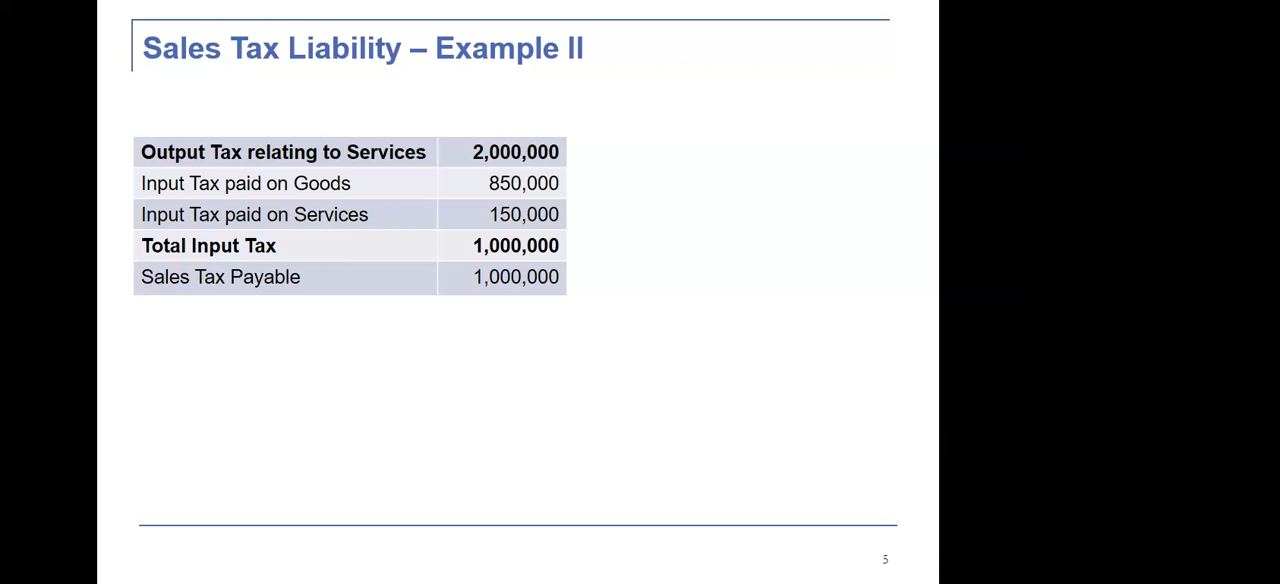 Sales Tax Liability – Example II
Output Tax relating to Services 2,000,000
Input Tax paid on Goods 850,000
Input Tax paid on Services 150,000
Total Input Tax 1,000,000
Sales Tax Payable 1,000,000
5